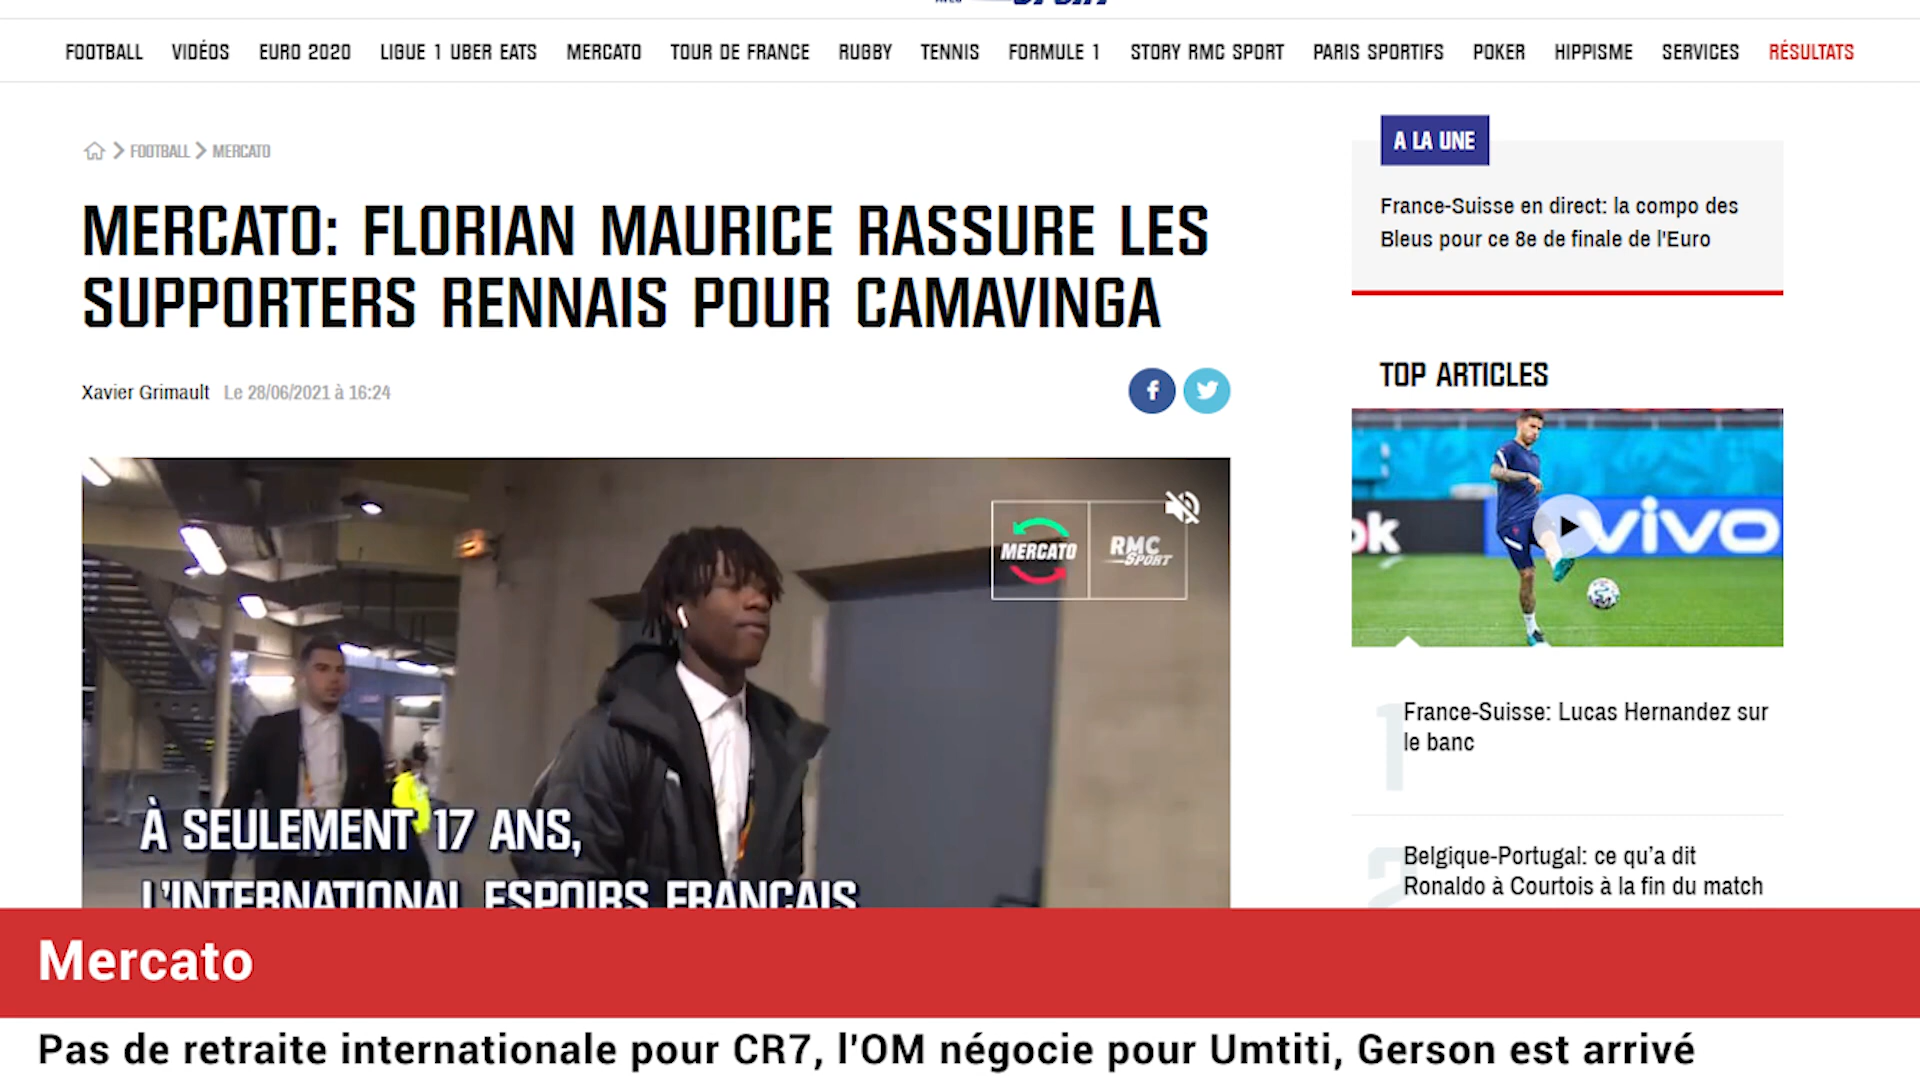 FOOTBALL VIDÉOS EURO 2020 LIGUE 1 UBER EATS MERCATO TOUR DE FRANCE RUGBY TENNIS FORMULE 1 STORY RMC SPORT PARIS SPORTIFS POKER HIPPISME SERVICES RÉSULTATS
FOOTBALL MERCATO
MERCATO: FLORIAN MAURICE RASSURE LES
SUPPORTERS RENNAIS POUR CAMAVINGA
Xavier Grimault Le 28/06/2021 à 16:24
MERCATO
RMC
SPORT
À SEULEMENT 17 ANS,
L'INTERNATIONAL ESPOIRS FRANÇAIS
A LA UNE
France-Suisse en direct: la compo des
Bleus pour ce 8e de finale de l'Euro
TOP ARTICLES
vivo
1
France-Suisse: Lucas Hernandez sur
le banc
2
Belgique-Portugal: ce qu’a dit
Ronaldo à Courtois à la fin du match
Mercato
Pas de retraite internationale pour CR7, l'OM négocie pour Umtiti, Gerson est arrivé